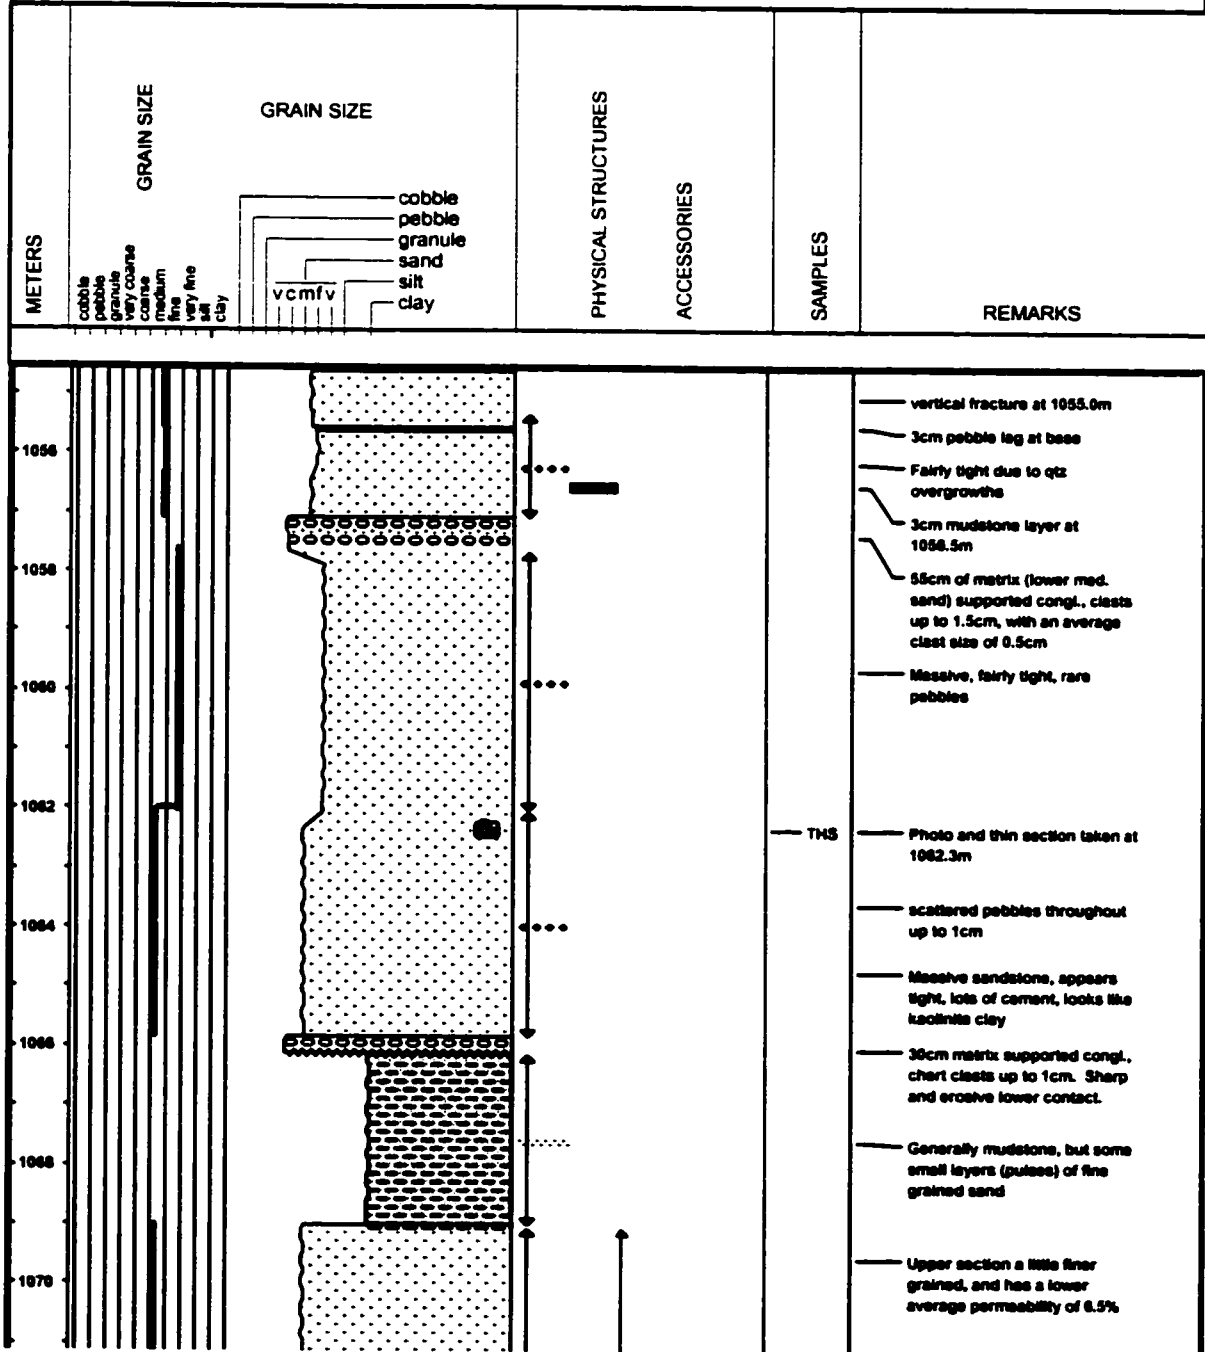 METERS
GRAIN SIZE
cobble
pebble
granule
very coarse
coarse
medium
fine
very fine
silt
clay
GRAIN SIZE
cobble
pebble
granule
sand
silt
clay
v c m f v
PHYSICAL STRUCTURES
ACCESSORIES
SAMPLES
REMARKS
1056
1058
1060
1062
1064
1066
1068
1070
THS
vertical fracture at 1055.0m
3cm pebble lag at base
Fairly tight due to qtz
overgrowths
3cm mudstone layer at
1056.5m
55cm of matrix (lower med.
sand) supported congl., clasts
up to 1.5cm, with an average
clast size of 0.5cm
Massive, fairly tight, rare
pebbles
Photo and thin section taken at
1062.3m
scattered pebbles throughout
up to 1cm
Massive sandstone, appears
tight, lots of cement, looks like
kaolinite clay
30cm matrix supported congl.,
chert clasts up to 1cm. Sharp
and erosive lower contact.
Generally mudstone, but some
small layers (pulses) of fine
grained sand
Upper section a little finer
grained, and has a lower
average permeability of 6.5%